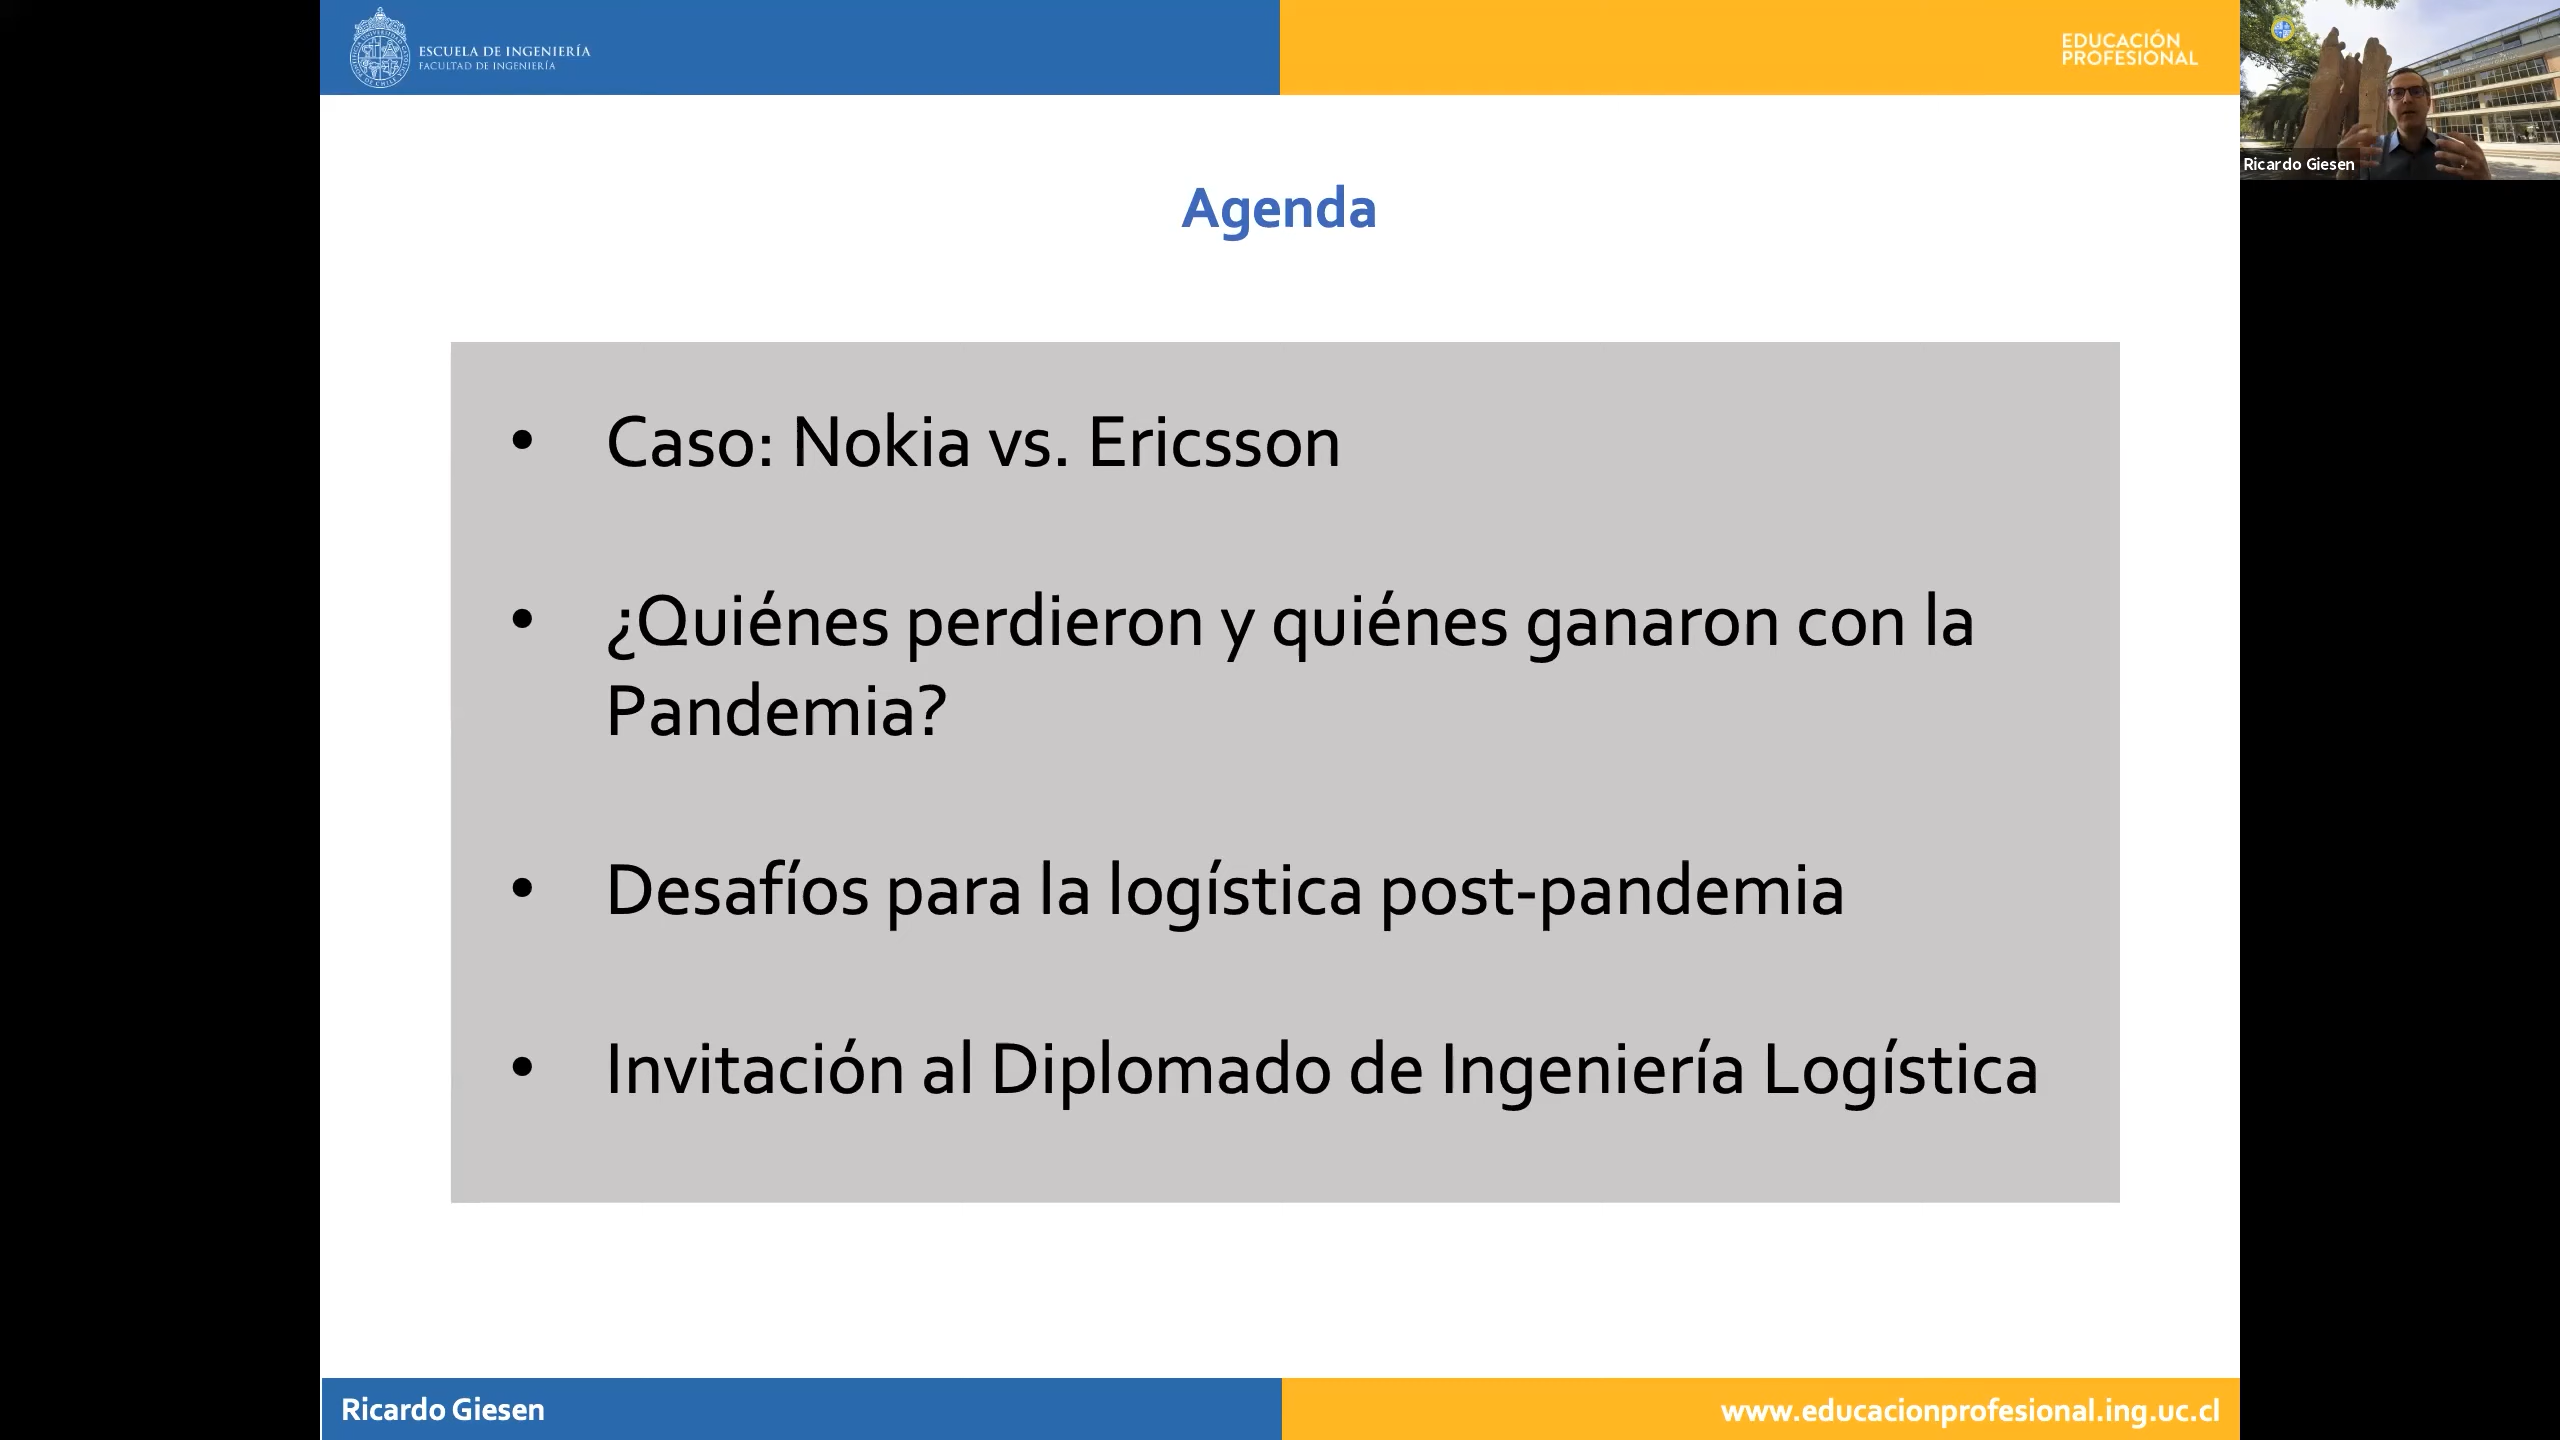 ESCUELA DE INGENIERÍA
FACULTAD DE INGENIERÍA
EDUCACIÓN
PROFESIONAL
Ricardo Giesen
Agenda
• Caso: Nokia vs. Ericsson
• ¿Quiénes perdieron y quiénes ganaron con la
Pandemia?
• Desafíos para la logística post-pandemia
• Invitación al Diplomado de Ingeniería Logística
Ricardo Giesen
www.educacionprofesional.ing.uc.cl